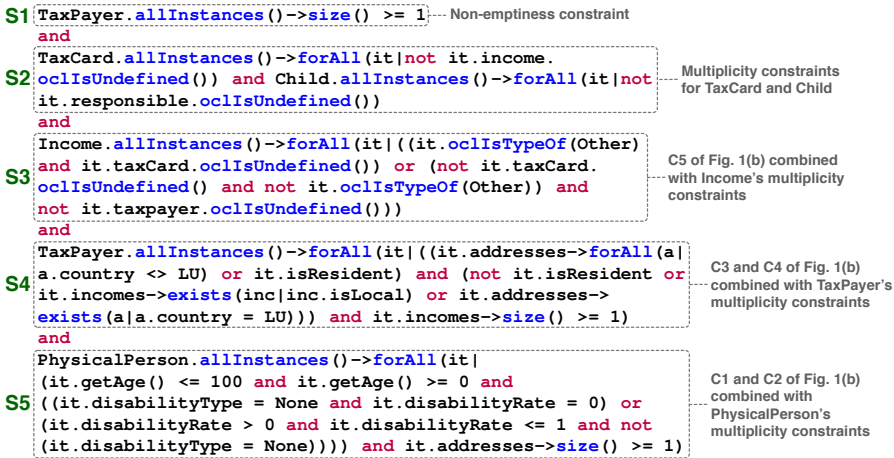 S1 TaxPayer.allInstances()->size() >= 1 Non-emptiness constraint
and
TaxCard.allInstances()->forAll(it|not it.income.
S2 oclIsUndefined()) and Child.allInstances()->forAll(it|not Multiplicity constraints
it.responsible.oclIsUndefined()) for TaxCard and Child
and
Income.allInstances()->forAll(it|((it.oclIsTypeOf(Other)
and it.taxCard.oclIsUndefined()) or (not it.taxCard. C5 of Fig. 1(b) combined
S3 oclIsUndefined() and not it.oclIsTypeOf(Other)) and with Income's multiplicity
not it.taxpayer.oclIsUndefined())) constraints
and
TaxPayer.allInstances()->forAll(it|((it.addresses->forAll(a|
a.country <> LU) or it.isResident) and (not it.isResident or C3 and C4 of Fig. 1(b)
S4 it.incomes->exists(inc|inc.isLocal) or it.addresses-> combined with TaxPayer's
exists(a|a.country = LU))) and it.incomes->size() >= 1) multiplicity constraints
and
PhysicalPerson.allInstances()->forAll(it|
(it.getAge() <= 100 and it.getAge() >= 0 and C1 and C2 of Fig. 1(b)
S5 ((it.disabilityType = None and it.disabilityRate = 0) or combined with
(it.disabilityRate > 0 and it.disabilityRate <= 1 and not PhysicalPerson's
(it.disabilityType = None)))) and it.addresses->size() >= 1) multiplicity constraints